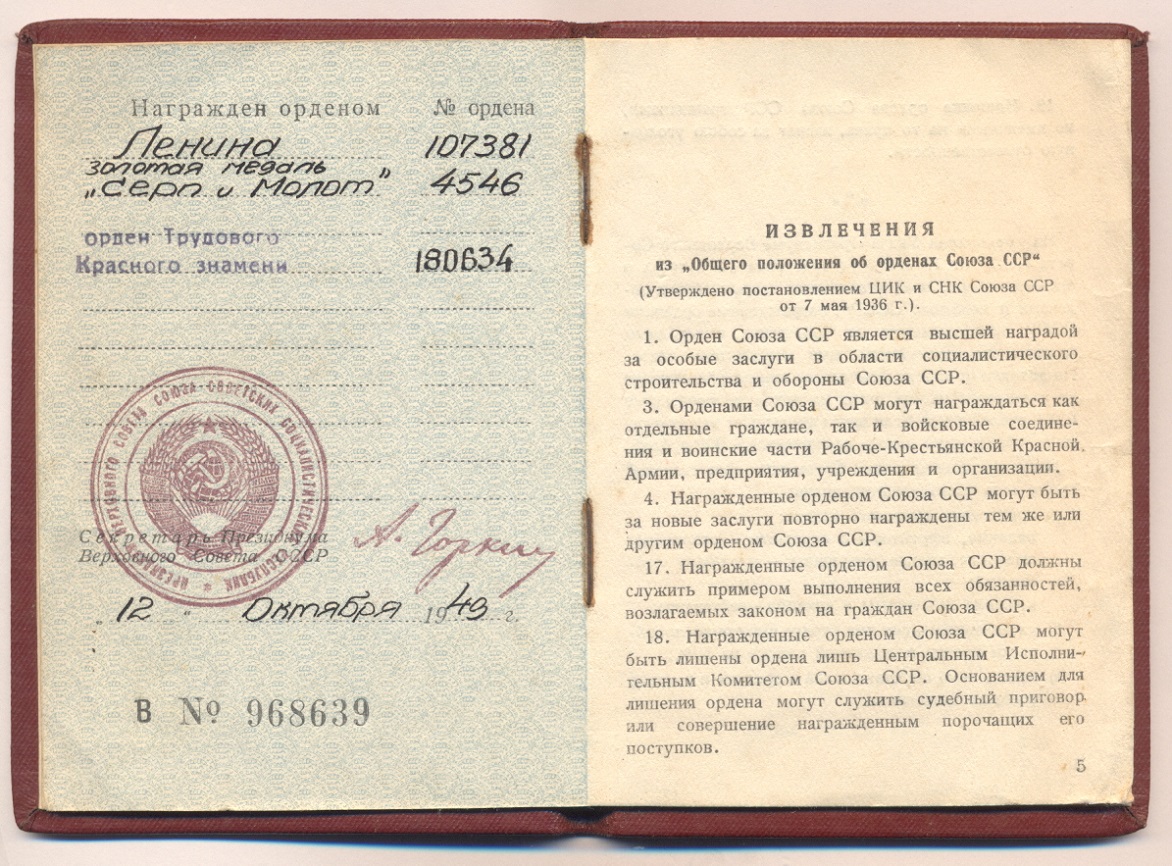 Награжден орденом № ордена
Ленина 107381
золотая медаль
„Серп и Молот” 4546
орден Трудового
Красного знамени 180634
ПРЕЗИДИУМ ВЕРХОВНОГО СОВЕТА СОЮЗА СОВЕТСКИХ СОЦИАЛИСТИЧЕСКИХ РЕСПУБЛИК
Секретарь Президиума
Верховного Совета СССР
А. Горкин
„12 „ Октября 1949 г.
В № 968639
ИЗВЛЕЧЕНИЯ
из „Общего положения об орденах Союза ССР“
(Утверждено постановлением ЦИК и СНК Союза ССР
от 7 мая 1936 г.).
1. Орден Союза ССР является высшей наградой
за особые заслуги в области социалистического
строительства и обороны Союза ССР.
3. Орденами Союза ССР могут награждаться как
отдельные граждане, так и войсковые соедине-
ния и воинские части Рабоче-Крестьянской Красной
Армии, предприятия, учреждения и организации.
4. Награжденные орденом Союза ССР могут быть
за новые заслуги повторно награждены тем же или
другим орденом Союза ССР.
17. Награжденные орденом Союза ССР должны
служить примером выполнения всех обязанностей,
возлагаемых законом на граждан Союза ССР.
18. Награжденные орденом Союза ССР могут
быть лишены ордена лишь Центральным Исполни-
тельным Комитетом Союза ССР. Основанием для
лишения ордена могут служить судебный приговор
или совершение награжденным порочащих его
поступков.
5